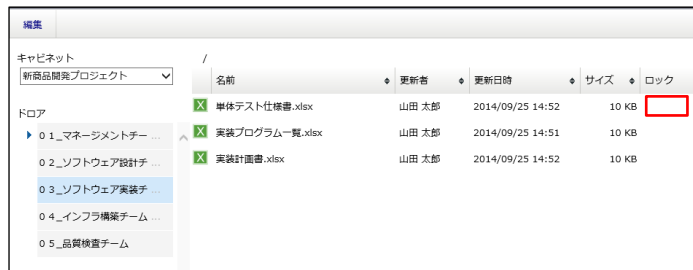 編集
キャビネット
新商品開発プロジェクト
ドロア
０１_マネージメントチー ...
０２_ソフトウェア設計チ ...
０３_ソフトウェア実装チ ...
０４_インフラ構築チーム ...
０５_品質検査チーム
/
名前 更新者 更新日時 サイズ ロック
単体テスト仕様書.xlsx 山田 太郎 2014/09/25 14:52 10 KB
実装プログラム一覧.xlsx 山田 太郎 2014/09/25 14:51 10 KB
実装計画書.xlsx 山田 太郎 2014/09/25 14:52 10 KB